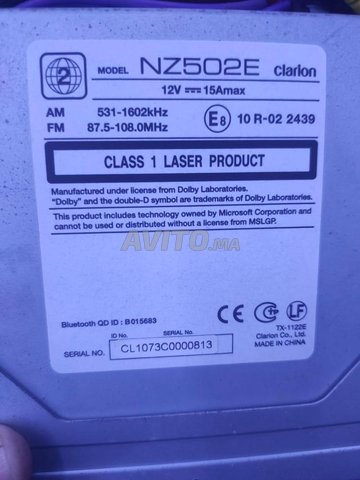 2 MODEL NZ502E Clarion
12V ⎓ 15Amax
AM 531-1602kHz
FM 87.5-108.0MHz
E8 10 R-02 2439
CLASS 1 LASER PRODUCT
Manufactured under license from Dolby Laboratories.
"Dolby" and the double-D symbol are trademarks of Dolby Laboratories.
This product includes technology owned by Microsoft Corporation and
cannot be used or distributed without a license from MSLGP.
AVITO.MA
CE LF
Bluetooth QD ID : B015683
TX-1122E
Clarion Co., Ltd.
MADE IN CHINA
ID No. SERIAL No.
SERIAL NO. CL1073C0000813